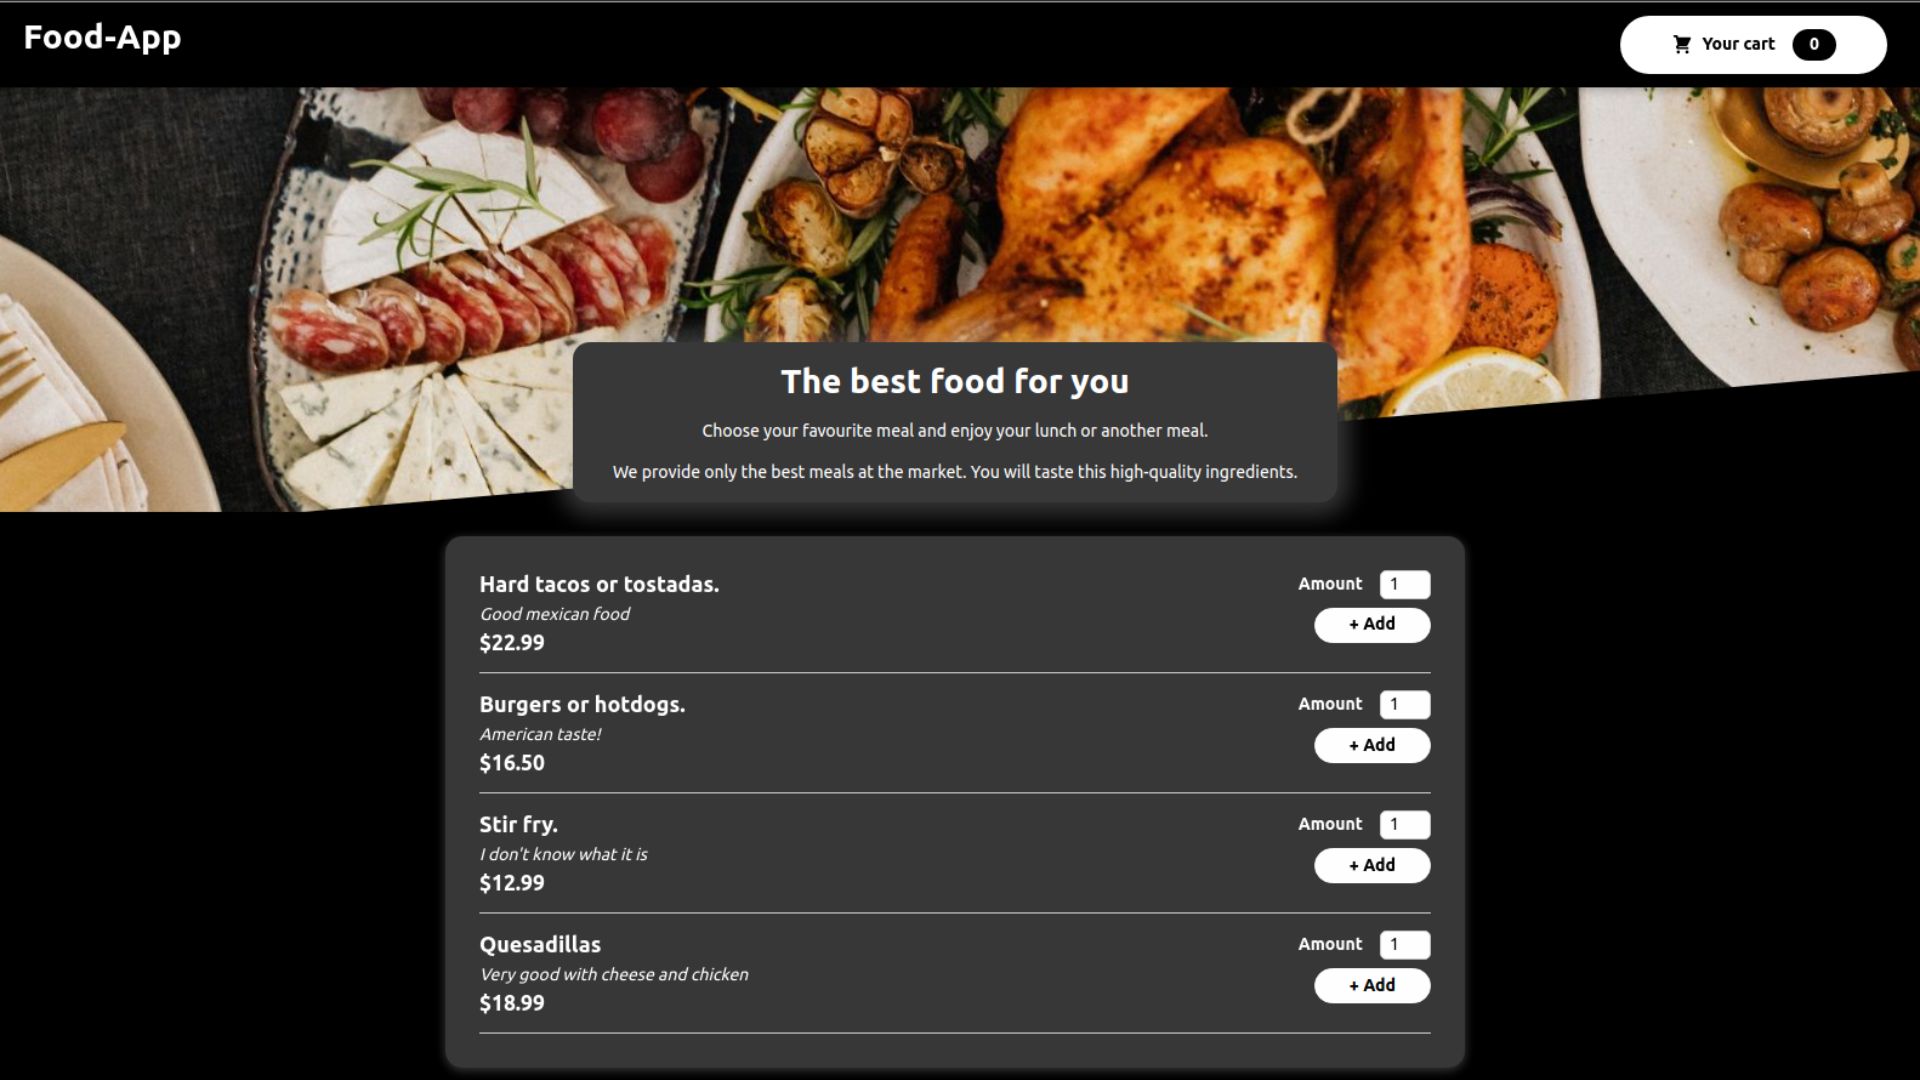 Food-App
Your cart 0
The best food for you
Choose your favourite meal and enjoy your lunch or another meal.
We provide only the best meals at the market. You will taste this high-quality ingredients.
Hard tacos or tostadas.
Good mexican food
$22.99
Amount 1
+ Add
Burgers or hotdogs.
American taste!
$16.50
Amount 1
+ Add
Stir fry.
I don't know what it is
$12.99
Amount 1
+ Add
Quesadillas
Very good with cheese and chicken
$18.99
Amount 1
+ Add